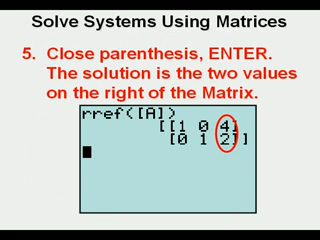 Solve Systems Using Matrices
5. Close parenthesis, ENTER.
The solution is the two values
on the right of the Matrix.
rref([A])
[[1 0 4]
[0 1 2]]